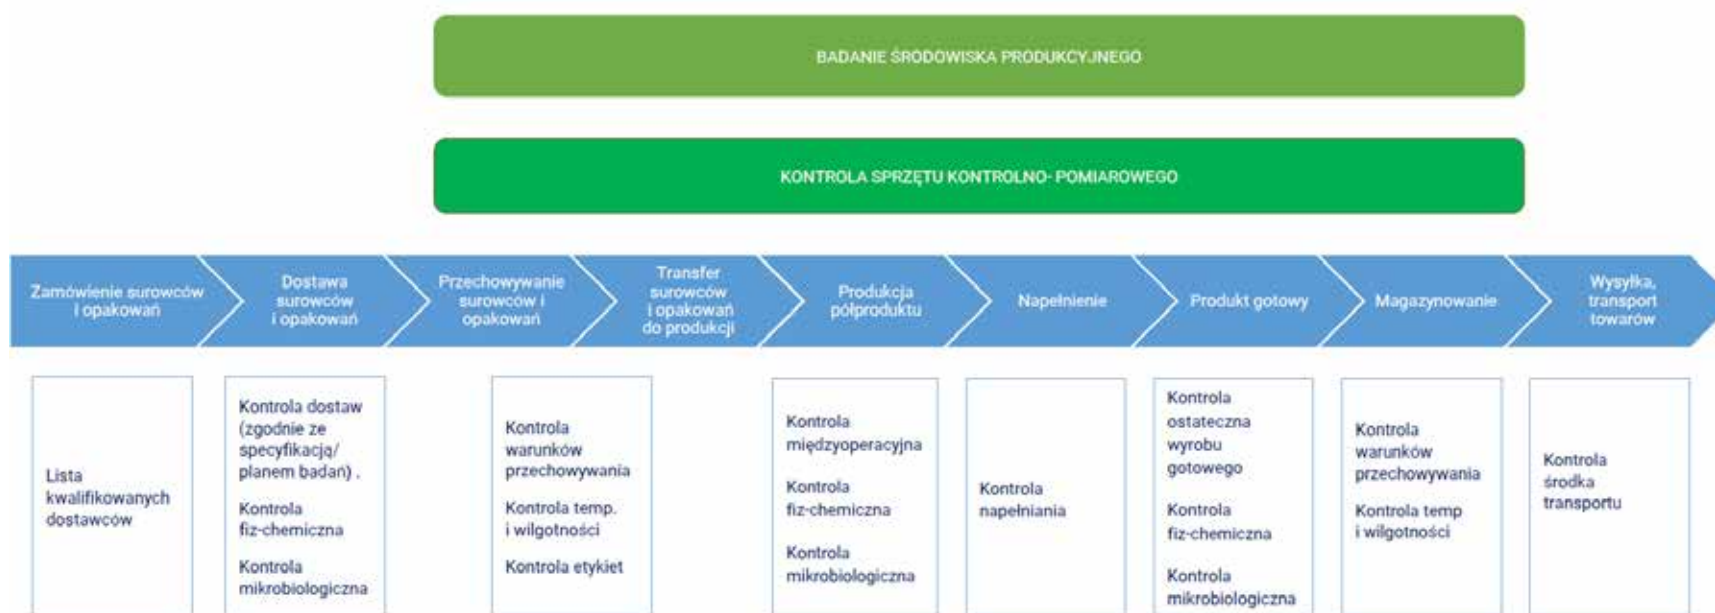 BADANIE ŚRODOWISKA PRODUKCYJNEGO
KONTROLA SPRZĘTU KONTROLNO- POMIAROWEGO
Zamówienie surowców
i opakowań
Dostawa
surowców
i opakowań
Przechowywanie
surowców i
opakowań
Transfer
surowców
i opakowań
do produkcji
Produkcja
półproduktu
Napełnienie
Produkt gotowy
Magazynowanie
Wysyłka,
transport
towarów
Lista
kwalifikowanych
dostawców
Kontrola dostaw
(zgodnie ze
specyfikacją/
planem badań) .
Kontrola
fiz-chemiczna
Kontrola
mikrobiologiczna
Kontrola
warunków
przechowywania
Kontrola temp.
i wilgotności
Kontrola etykiet
Kontrola
międzyoperacyjna
Kontrola
fiz-chemiczna
Kontrola
mikrobiologiczna
Kontrola
napełniania
Kontrola
ostateczna
wyrobu
gotowego
Kontrola
fiz-chemiczna
Kontrola
mikrobiologiczna
Kontrola
warunków
przechowywania
Kontrola temp
i wilgotności
Kontrola
środka
transportu